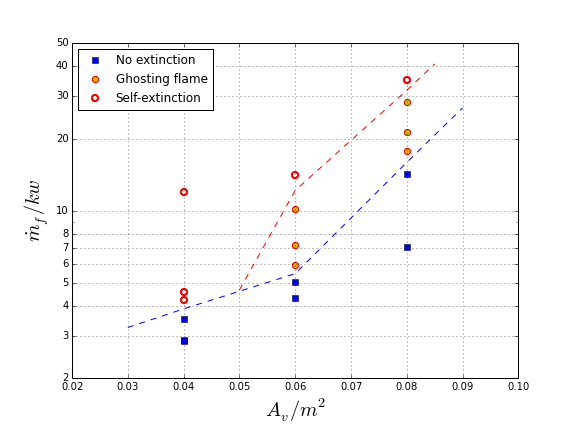 50
40
30
20
10
8
7
6
5
4
3
2
No extinction
Ghosting flame
Self-extinction
ṁ_f/kw
0.02 0.03 0.04 0.05 0.06 0.07 0.08 0.09 0.10
A_v/m²